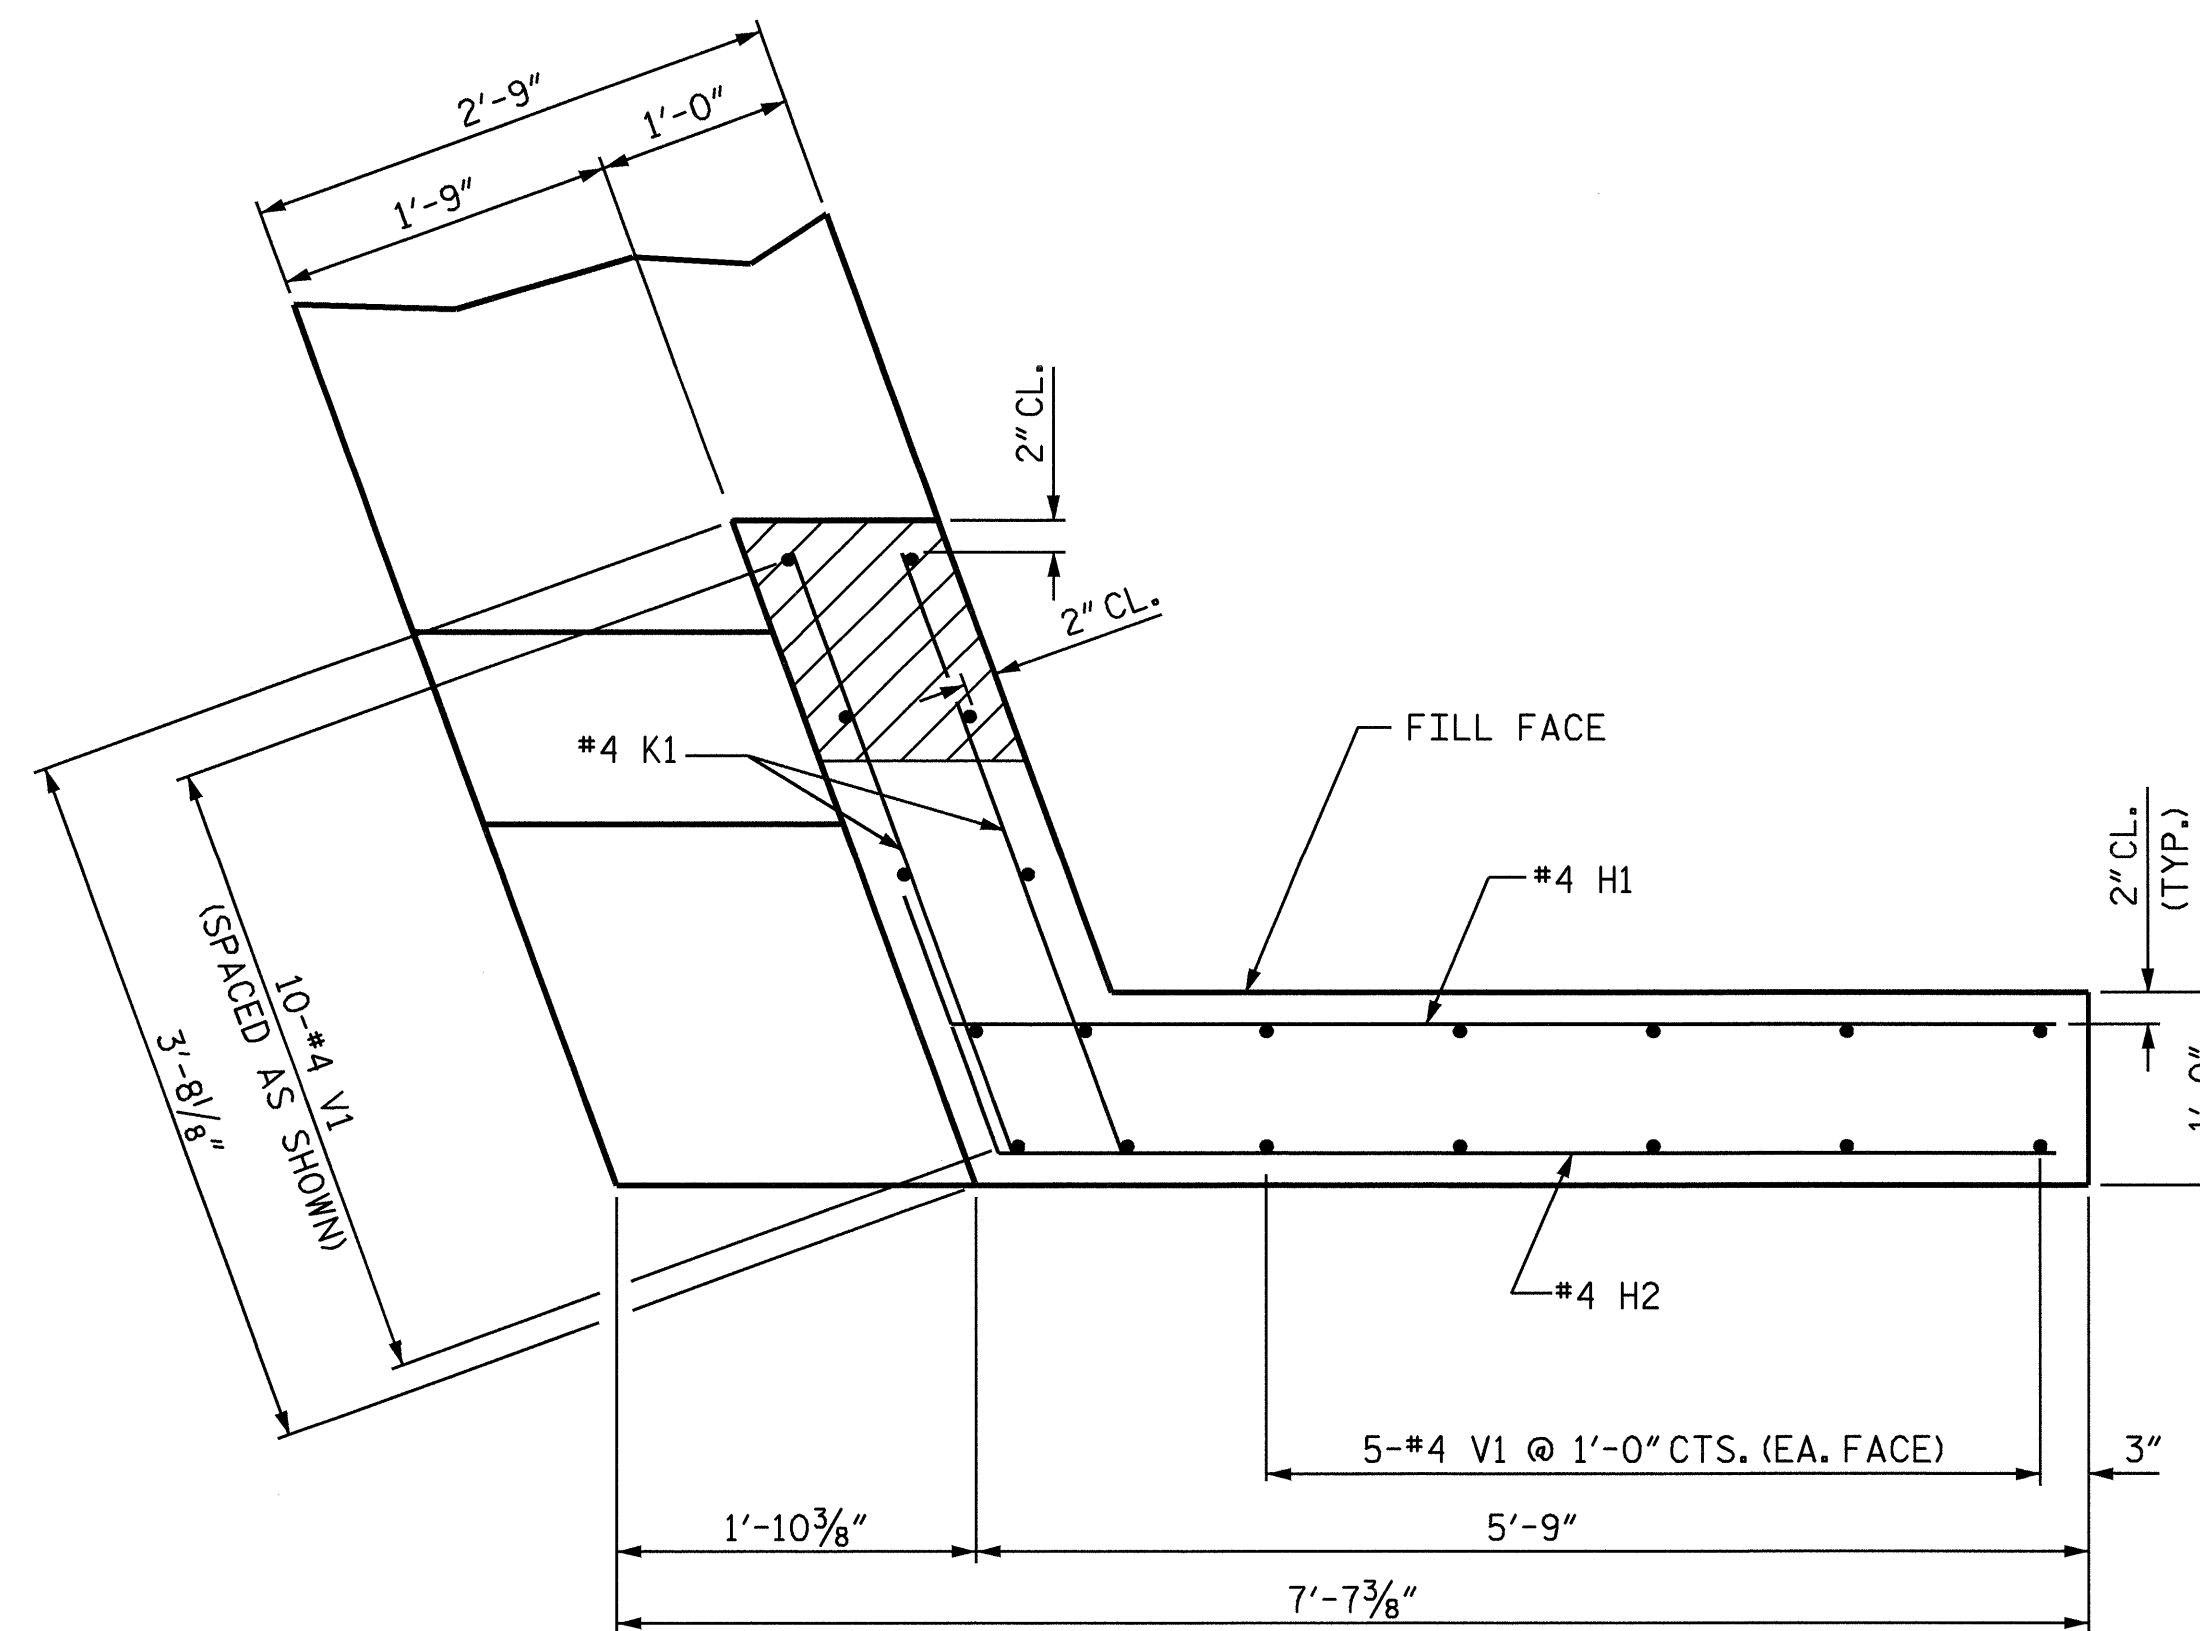 2'-9"
1'-0"
1'-9"
2" CL.
2" CL.
#4 K1
FILL FACE
#4 H1
2" CL.
(TYP.)
1'-0"
10-#4 V1
(SPACED AS SHOWN)
3'-8 1/8"
#4 H2
5-#4 V1 @ 1'-0" CTS. (EA. FACE)
3"
1'-10 3/8"
5'-9"
7'-7 3/8"